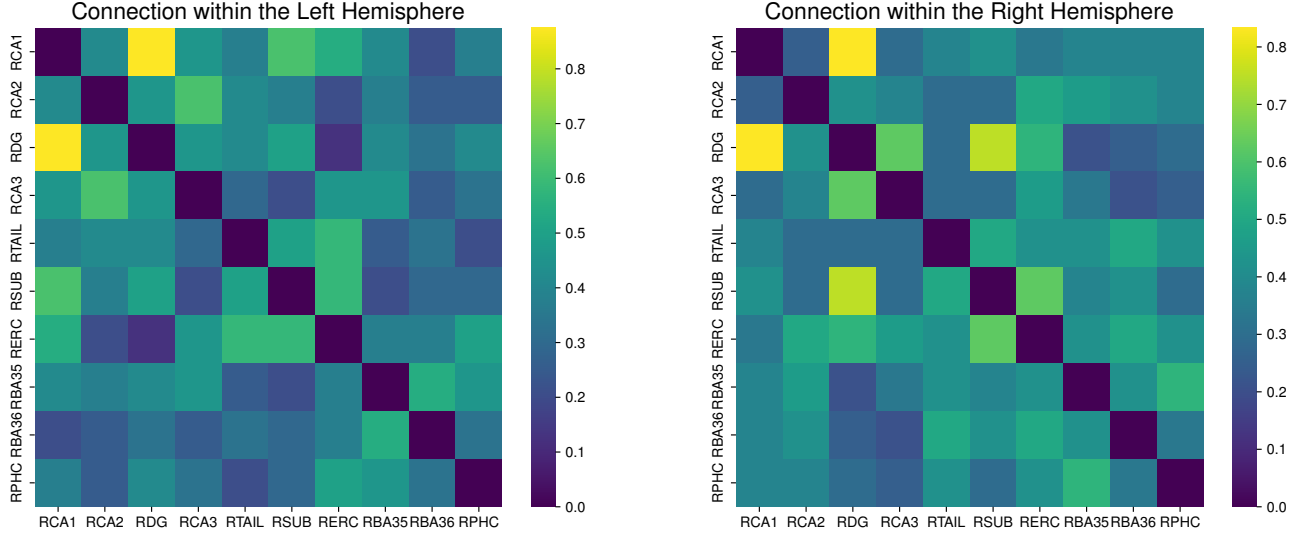 Connection within the Left Hemisphere
RCA1
RCA2
RDG
RCA3
RTAIL
RSUB
RERC
RBA35
RBA36
RPHC
RCA1 RCA2 RDG RCA3 RTAIL RSUB RERC RBA35 RBA36 RPHC
0.8
0.7
0.6
0.5
0.4
0.3
0.2
0.1
0.0
Connection within the Right Hemisphere
RCA1
RCA2
RDG
RCA3
RTAIL
RSUB
RERC
RBA35
RBA36
RPHC
RCA1 RCA2 RDG RCA3 RTAIL RSUB RERC RBA35 RBA36 RPHC
0.8
0.7
0.6
0.5
0.4
0.3
0.2
0.1
0.0